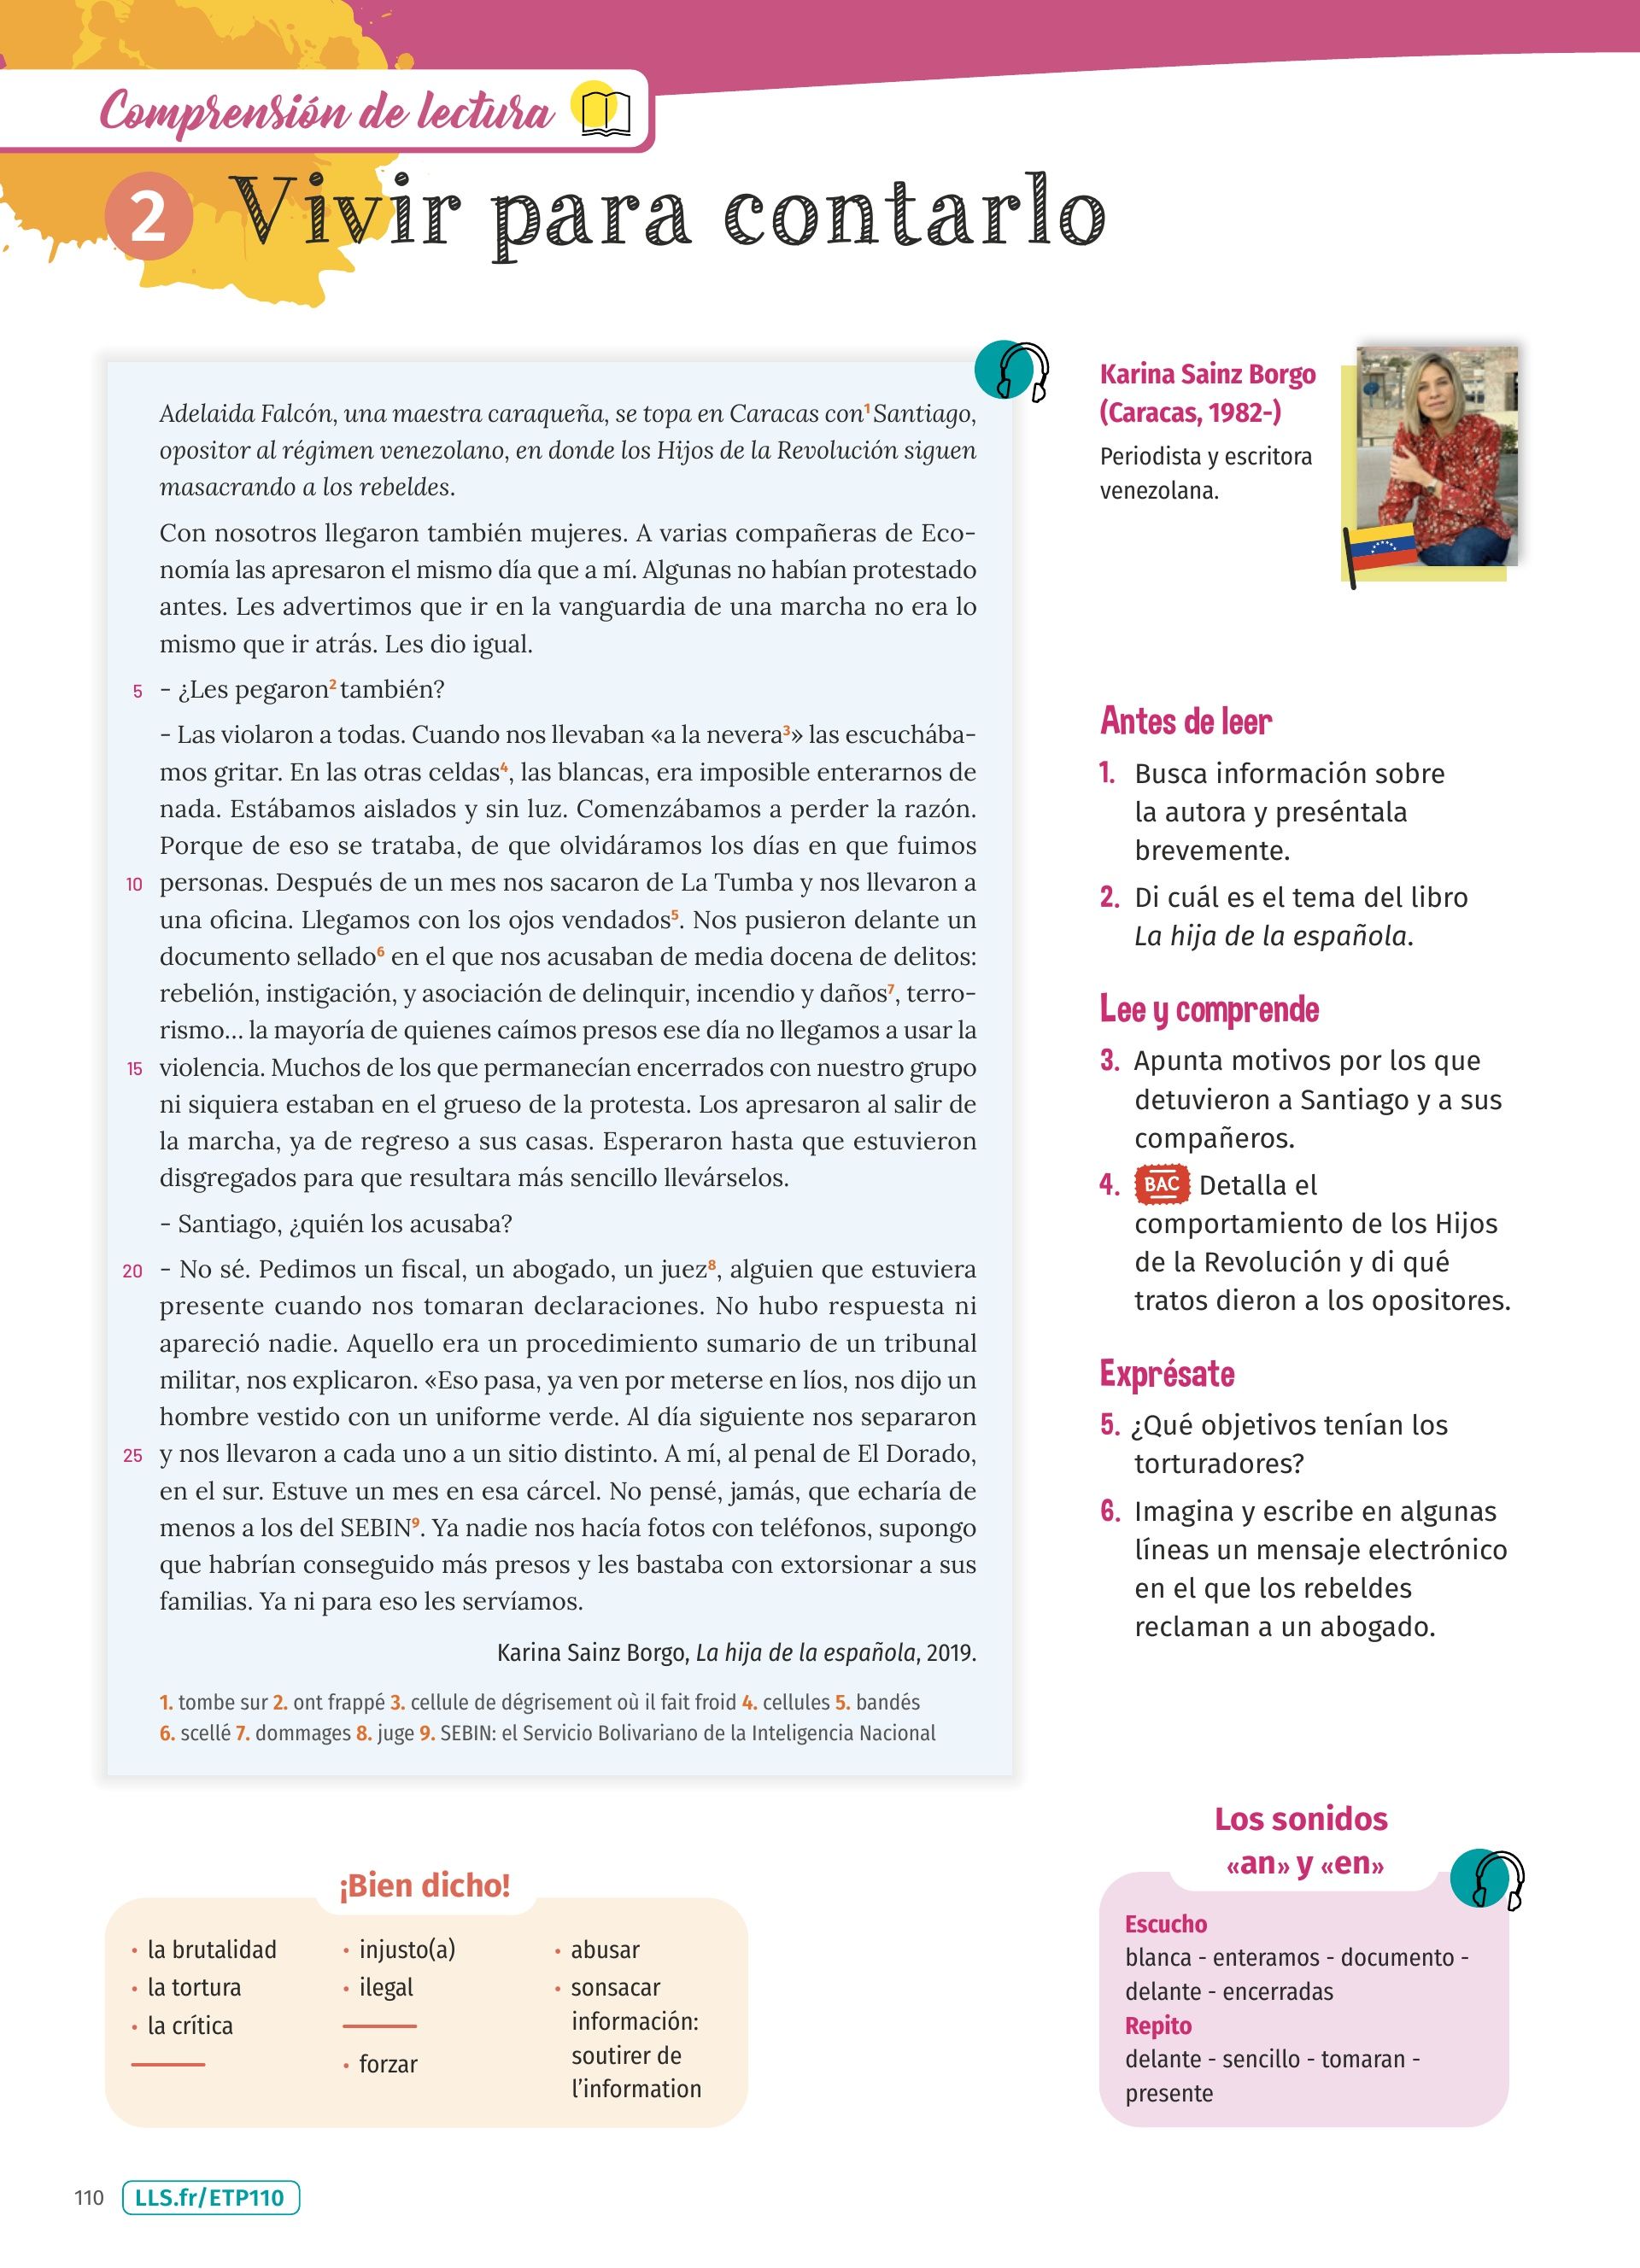 Comprensión de lectura
2 Vivir para contarlo
Adelaida Falcón, una maestra caraqueña, se topa en Caracas con1 Santiago,
opositor al régimen venezolano, en donde los Hijos de la Revolución siguen
masacrando a los rebeldes.
Con nosotros llegaron también mujeres. A varias compañeras de Eco-
nomía las apresaron el mismo día que a mí. Algunas no habían protestado
antes. Les advertimos que ir en la vanguardia de una marcha no era lo
mismo que ir atrás. Les dio igual.
5 - ¿Les pegaron2 también?
- Las violaron a todas. Cuando nos llevaban «a la nevera3» las escuchába-
mos gritar. En las otras celdas4, las blancas, era imposible enterarnos de
nada. Estábamos aislados y sin luz. Comenzábamos a perder la razón.
Porque de eso se trataba, de que olvidáramos los días en que fuimos
10 personas. Después de un mes nos sacaron de La Tumba y nos llevaron a
una oficina. Llegamos con los ojos vendados5. Nos pusieron delante un
documento sellado6 en el que nos acusaban de media docena de delitos:
rebelión, instigación, y asociación de delinquir, incendio y daños7, terro-
rismo... la mayoría de quienes caímos presos ese día no llegamos a usar la
15 violencia. Muchos de los que permanecían encerrados con nuestro grupo
ni siquiera estaban en el grueso de la protesta. Los apresaron al salir de
la marcha, ya de regreso a sus casas. Esperaron hasta que estuvieron
disgregados para que resultara más sencillo llevárselos.
- Santiago, ¿quién los acusaba?
20 - No sé. Pedimos un fiscal, un abogado, un juez8, alguien que estuviera
presente cuando nos tomaran declaraciones. No hubo respuesta ni
apareció nadie. Aquello era un procedimiento sumario de un tribunal
militar, nos explicaron. «Eso pasa, ya ven por meterse en líos, nos dijo un
hombre vestido con un uniforme verde. Al día siguiente nos separaron
25 y nos llevaron a cada uno a un sitio distinto. A mí, al penal de El Dorado,
en el sur. Estuve un mes en esa cárcel. No pensé, jamás, que echaría de
menos a los del SEBIN9. Ya nadie nos hacía fotos con teléfonos, supongo
que habrían conseguido más presos y les bastaba con extorsionar a sus
familias. Ya ni para eso les servíamos.
Karina Sainz Borgo, La hija de la española, 2019.
1. tombe sur 2. ont frappé 3. cellule de dégrisement où il fait froid 4. cellules 5. bandés
6. scellé 7. dommages 8. juge 9. SEBIN: el Servicio Bolivariano de la Inteligencia Nacional
Karina Sainz Borgo
(Caracas, 1982-)
Periodista y escritora
venezolana.
Antes de leer
1. Busca información sobre
la autora y preséntala
brevemente.
2. Di cuál es el tema del libro
La hija de la española.
Lee y comprende
3. Apunta motivos por los que
detuvieron a Santiago y a sus
compañeros.
4. BAC Detalla el
comportamiento de los Hijos
de la Revolución y di qué
tratos dieron a los opositores.
Exprésate
5. ¿Qué objetivos tenían los
torturadores?
6. Imagina y escribe en algunas
líneas un mensaje electrónico
en el que los rebeldes
reclaman a un abogado.
¡Bien dicho!
• la brutalidad
• la tortura
• la crítica
• injusto(a)
• ilegal
• forzar
• abusar
• sonsacar
información:
soutirer de
l'information
Los sonidos
«an» y «en»
Escucho
blanca - enteramos - documento -
delante - encerradas
Repito
delante - sencillo - tomaran -
presente
110 LLS.fr/ETP110